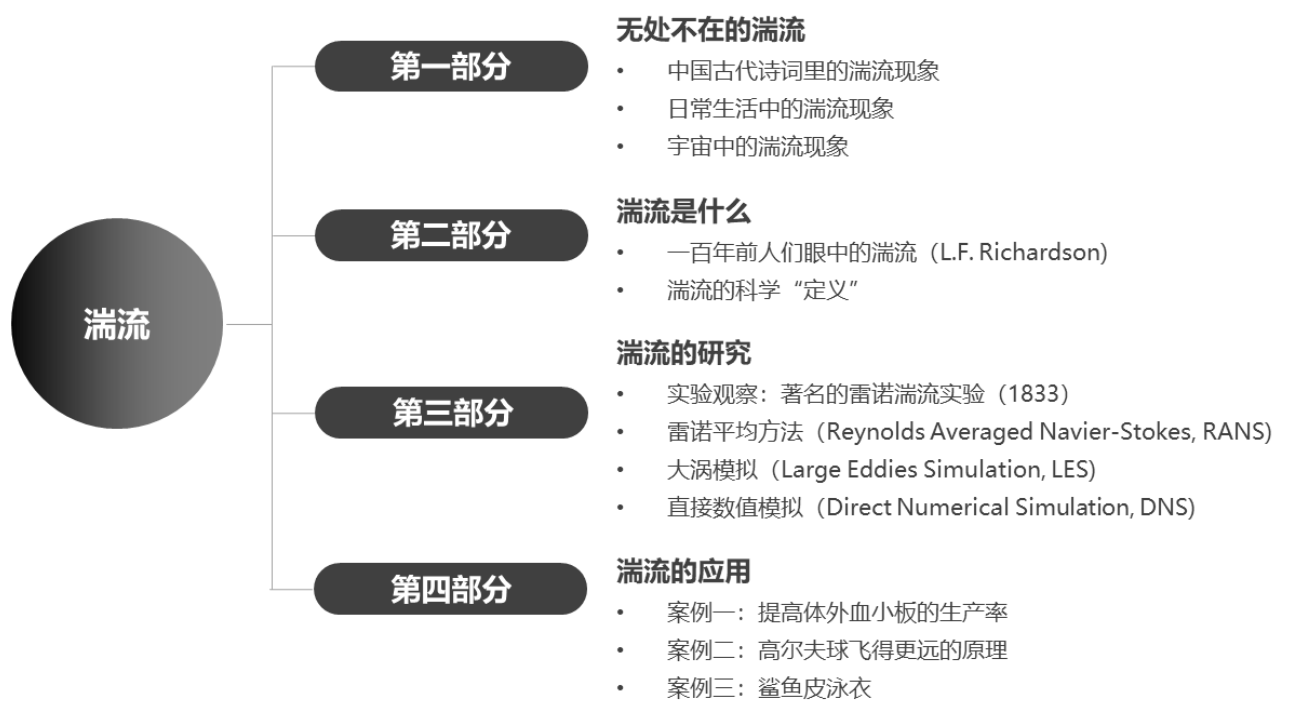 湍流
第一部分
无处不在的湍流
• 中国古代诗词里的湍流现象
• 日常生活中的湍流现象
• 宇宙中的湍流现象
第二部分
湍流是什么
• 一百年前人们眼中的湍流（L.F. Richardson)
• 湍流的科学“定义”
第三部分
湍流的研究
• 实验观察：著名的雷诺湍流实验（1833）
• 雷诺平均方法（Reynolds Averaged Navier-Stokes, RANS)
• 大涡模拟（Large Eddies Simulation, LES)
• 直接数值模拟（Direct Numerical Simulation, DNS)
第四部分
湍流的应用
• 案例一：提高体外血小板的生产率
• 案例二：高尔夫球飞得更远的原理
• 案例三：鲨鱼皮泳衣